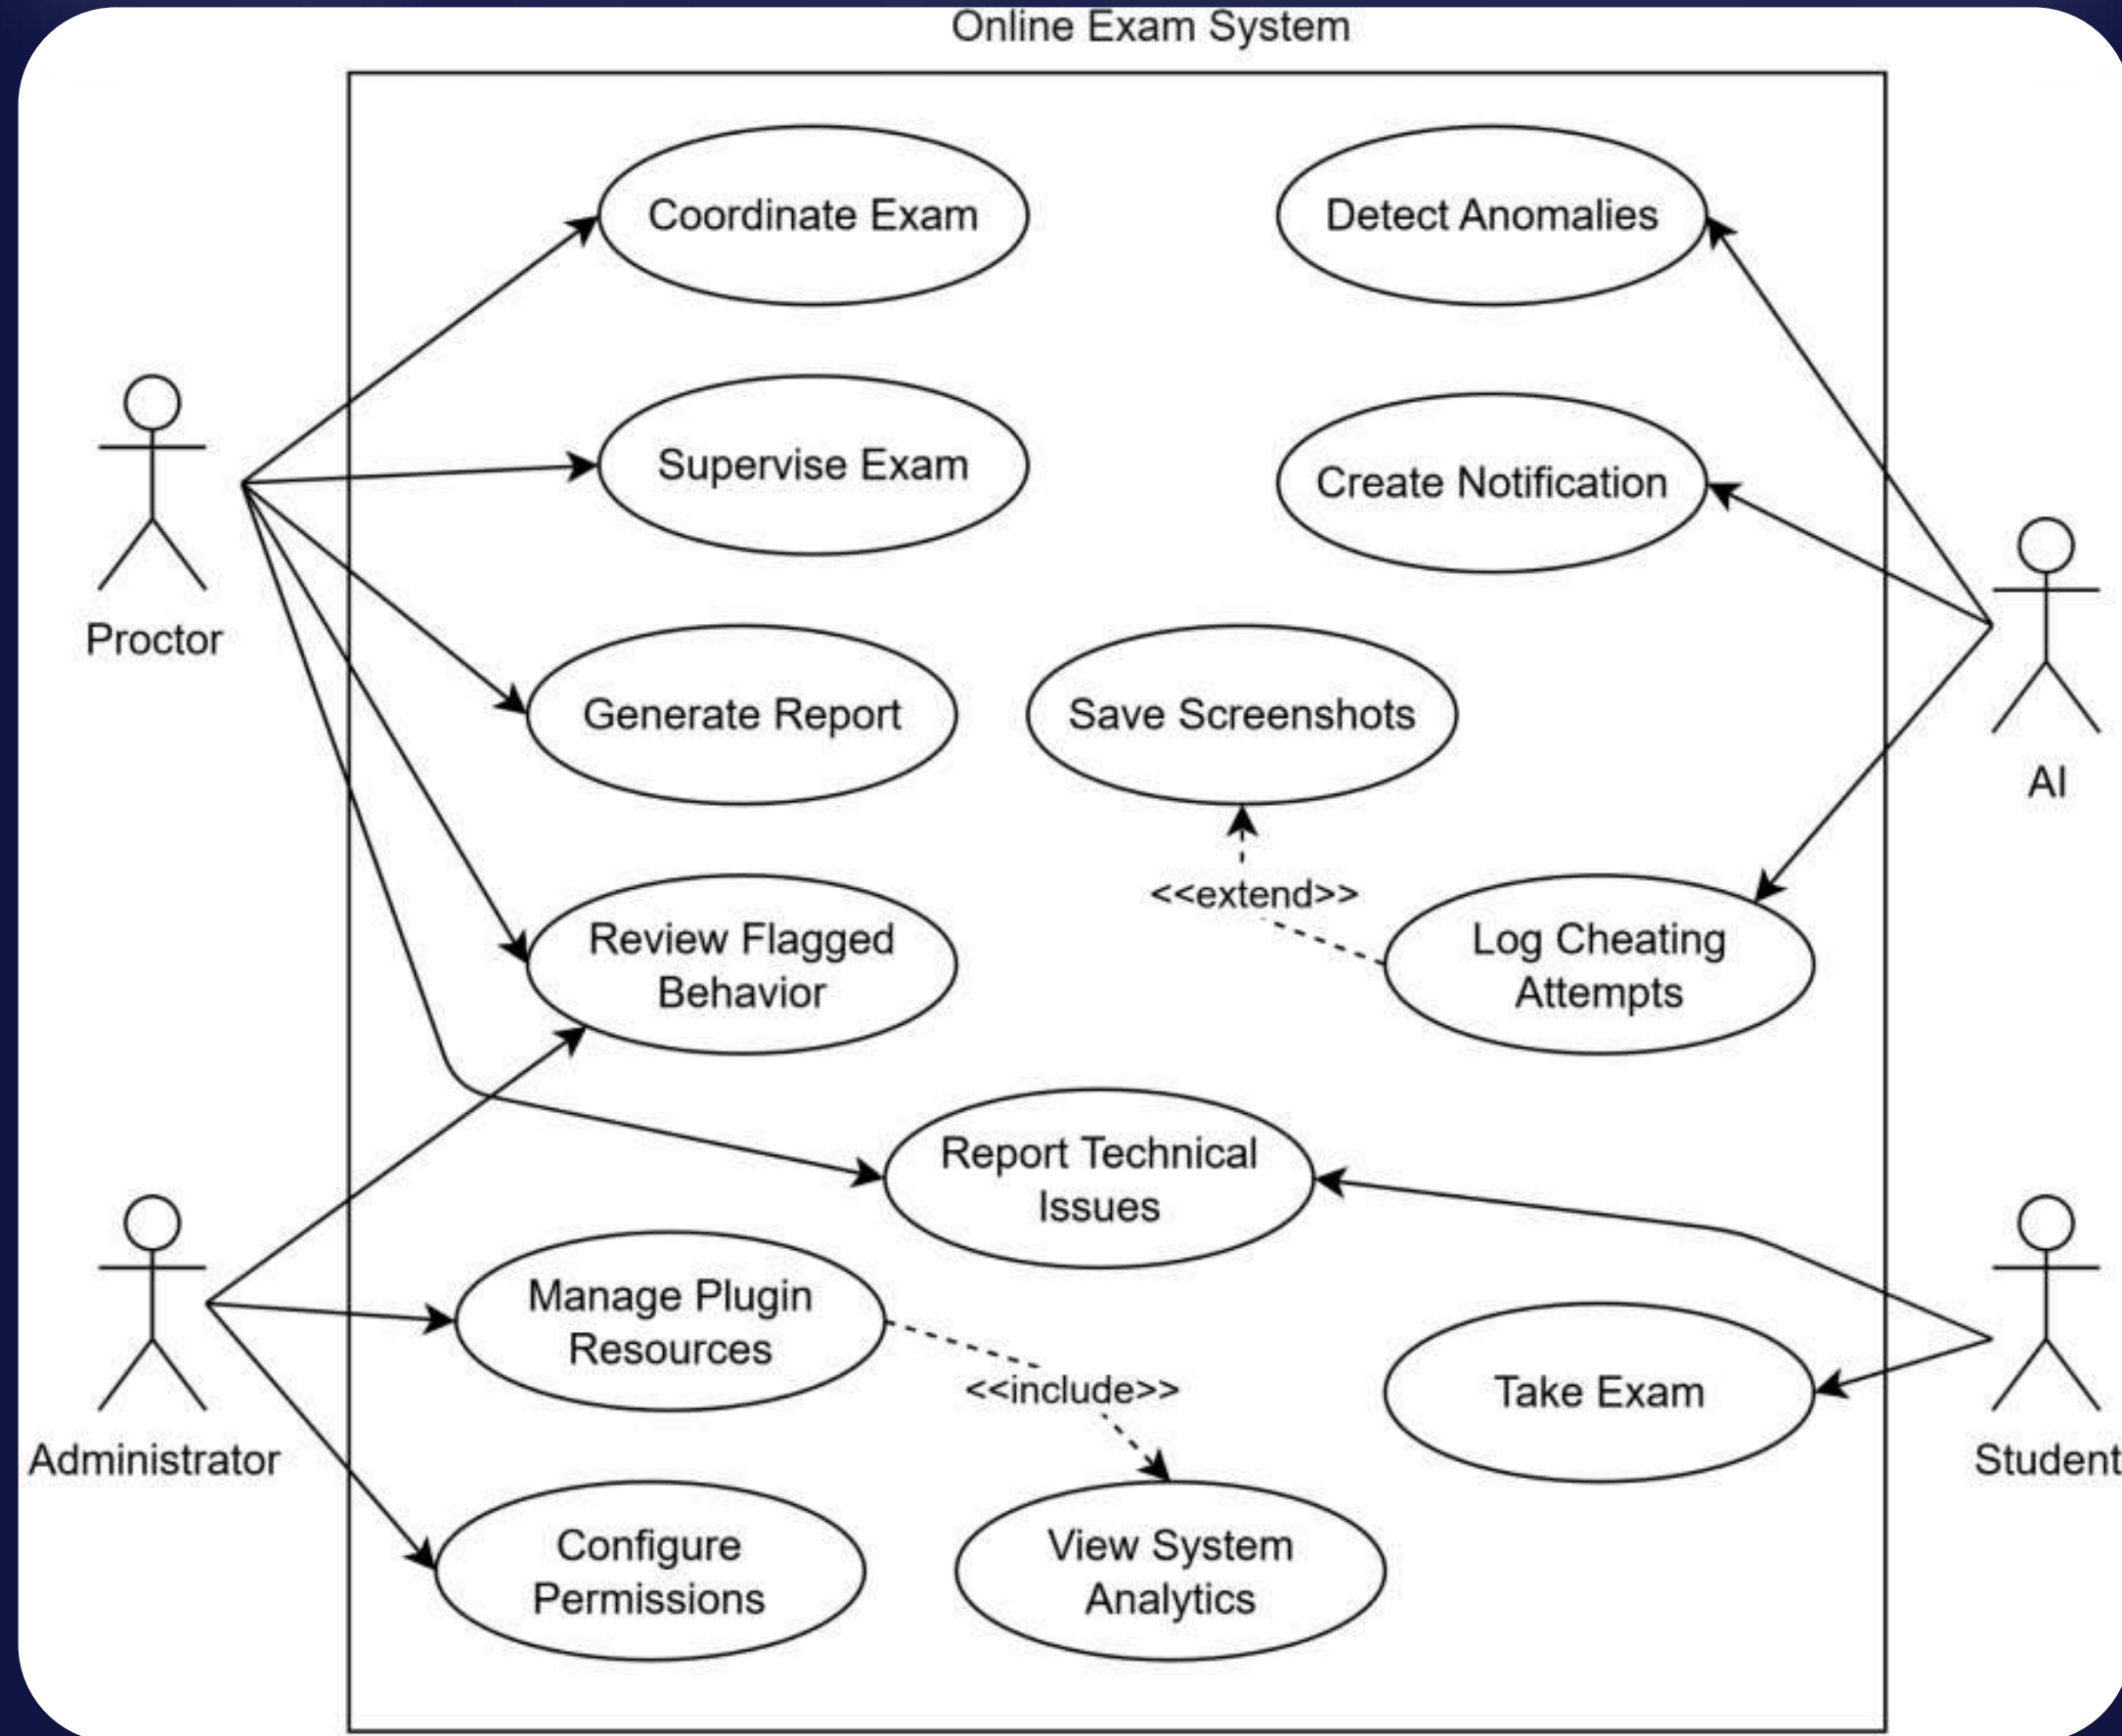 Online Exam System
Coordinate Exam
Detect Anomalies
Supervise Exam
Create Notification
Proctor
Generate Report
Save Screenshots
AI
<<extend>>
Review Flagged
Behavior
Log Cheating
Attempts
Report Technical
Issues
Manage Plugin
Resources
<<include>>
Take Exam
Administrator
Student
Configure
Permissions
View System
Analytics